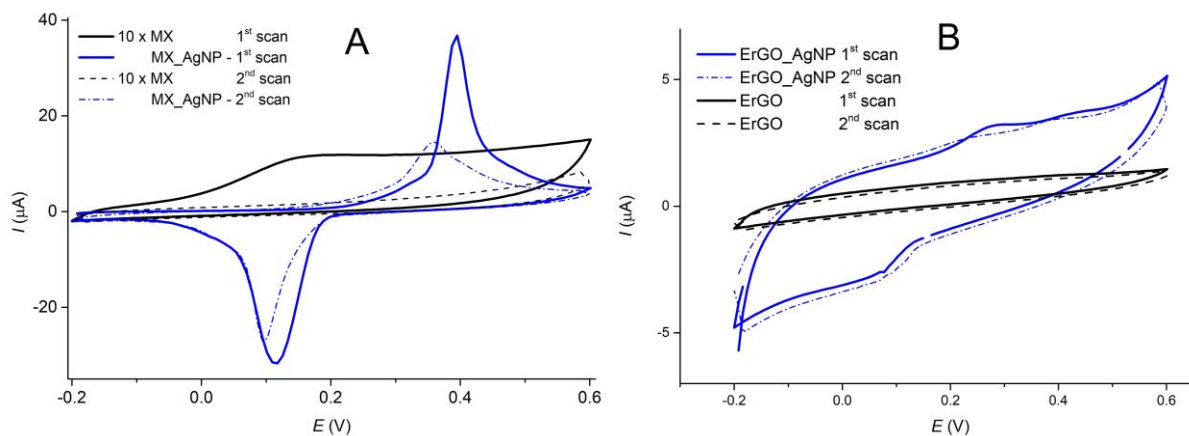 A
10 x MX 1st scan
MX_AgNP - 1st scan
10 x MX 2nd scan
MX_AgNP - 2nd scan
40
20
0
-20
I (μA)
-0.2 0.0 0.2 0.4 0.6
E (V)
B
ErGO_AgNP 1st scan
ErGO_AgNP 2nd scan
ErGO 1st scan
ErGO 2nd scan
5
0
-5
I (μA)
-0.2 0.0 0.2 0.4 0.6
E (V)